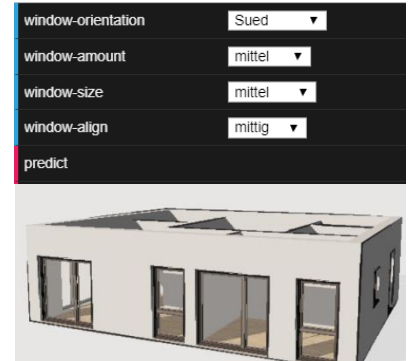 window-orientation Sued
window-amount mittel
window-size mittel
window-align mittig
predict